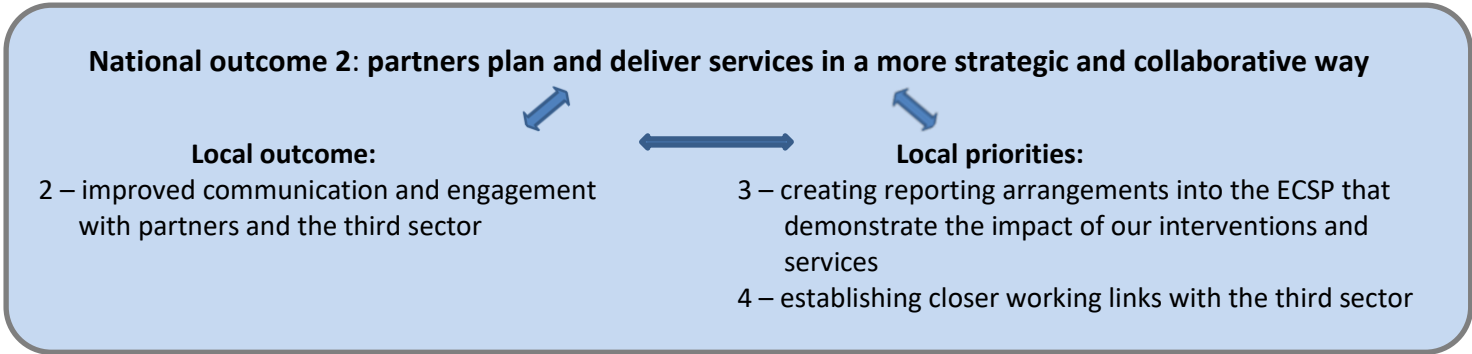 National outcome 2: partners plan and deliver services in a more strategic and collaborative way
Local outcome:
2 – improved communication and engagement
with partners and the third sector
Local priorities:
3 – creating reporting arrangements into the ECSP that
demonstrate the impact of our interventions and
services
4 – establishing closer working links with the third sector